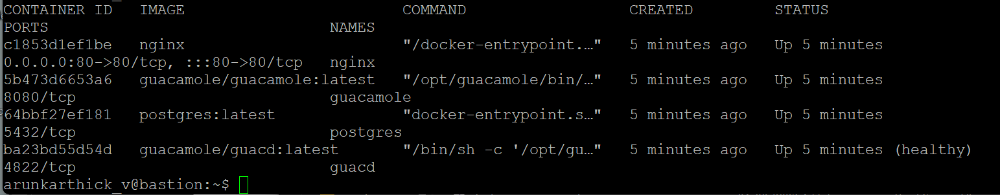 CONTAINER ID   IMAGE                        COMMAND                  CREATED         STATUS
PORTS                               NAMES
c1853d1ef1be   nginx                        "/docker-entrypoint.…"   5 minutes ago   Up 5 minutes
0.0.0.0:80->80/tcp, :::80->80/tcp   nginx
5b473d6653a6   guacamole/guacamole:latest   "/opt/guacamole/bin/…"   5 minutes ago   Up 5 minutes
8080/tcp                            guacamole
64bbf27ef181   postgres:latest              "docker-entrypoint.s…"   5 minutes ago   Up 5 minutes
5432/tcp                            postgres
ba23bd55d54d   guacamole/guacd:latest       "/bin/sh -c '/opt/gu…"   5 minutes ago   Up 5 minutes (healthy)
4822/tcp                            guacd
arunkarthick_v@bastion:~$